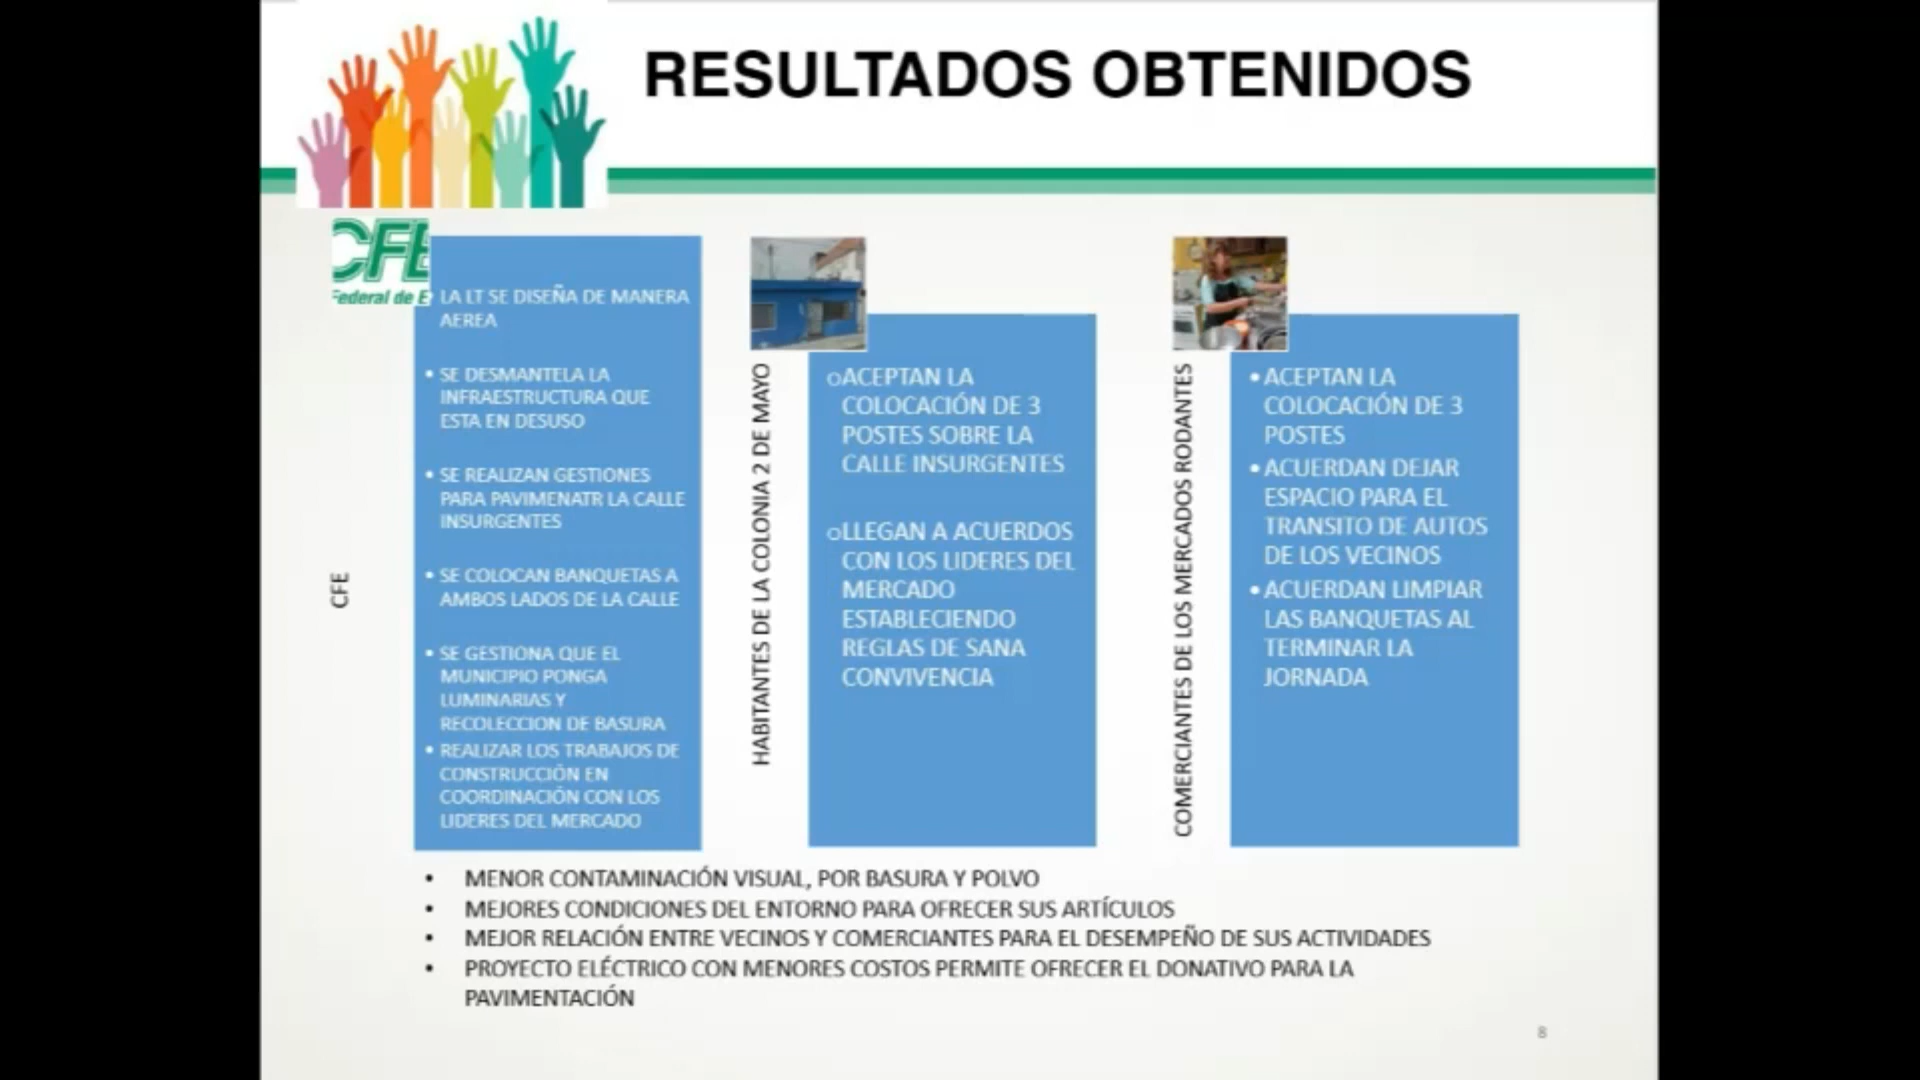 RESULTADOS OBTENIDOS
CFE
Federal de E
CFE
LA LT SE DISEÑA DE MANERA
AEREA
• SE DESMANTELA LA
INFRAESTRUCTURA QUE
ESTA EN DESUSO
• SE REALIZAN GESTIONES
PARA PAVIMENATR LA CALLE
INSURGENTES
• SE COLOCAN BANQUETAS A
AMBOS LADOS DE LA CALLE
• SE GESTIONA QUE EL
MUNICIPIO PONGA
LUMINARIAS Y
RECOLECCION DE BASURA
• REALIZAR LOS TRABAJOS DE
CONSTRUCCIÓN EN
COORDINACIÓN CON LOS
LIDERES DEL MERCADO
HABITANTES DE LA COLONIA 2 DE MAYO
oACEPTAN LA
COLOCACIÓN DE 3
POSTES SOBRE LA
CALLE INSURGENTES
oLLEGAN A ACUERDOS
CON LOS LIDERES DEL
MERCADO
ESTABLECIENDO
REGLAS DE SANA
CONVIVENCIA
COMERCIANTES DE LOS MERCADOS RODANTES
• ACEPTAN LA
COLOCACIÓN DE 3
POSTES
• ACUERDAN DEJAR
ESPACIO PARA EL
TRANSITO DE AUTOS
DE LOS VECINOS
• ACUERDAN LIMPIAR
LAS BANQUETAS AL
TERMINAR LA
JORNADA
• MENOR CONTAMINACIÓN VISUAL, POR BASURA Y POLVO
• MEJORES CONDICIONES DEL ENTORNO PARA OFRECER SUS ARTÍCULOS
• MEJOR RELACIÓN ENTRE VECINOS Y COMERCIANTES PARA EL DESEMPEÑO DE SUS ACTIVIDADES
• PROYECTO ELÉCTRICO CON MENORES COSTOS PERMITE OFRECER EL DONATIVO PARA LA
PAVIMENTACIÓN
8